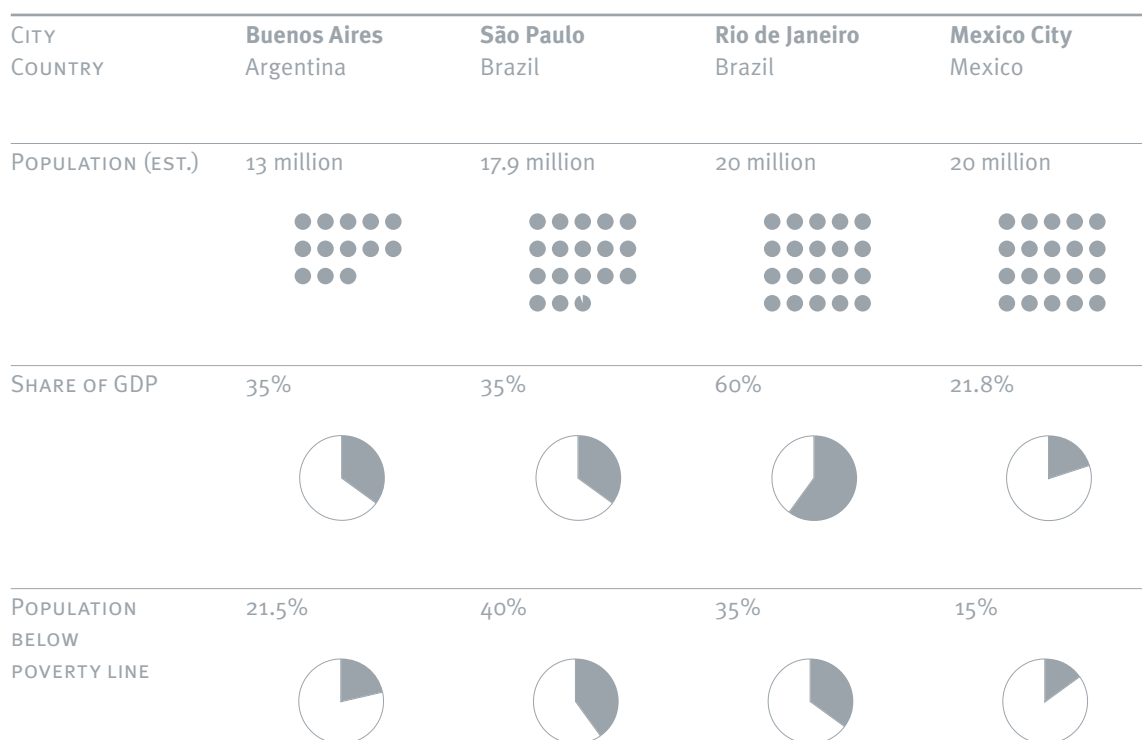 City Buenos Aires São Paulo Rio de Janeiro Mexico City
Country Argentina Brazil Brazil Mexico
Population (est.) 13 million 17.9 million 20 million 20 million
Share of GDP 35% 35% 60% 21.8%
Population 21.5% 40% 35% 15%
below
poverty line